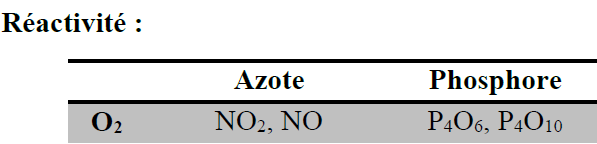 Réactivité :
Azote Phosphore
O₂ NO₂, NO P₄O₆, P₄O₁₀